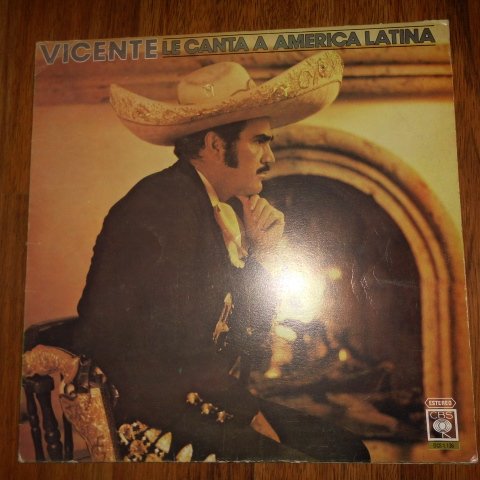 VICENTE LE CANTA A AMERICA LATINA
ESTEREO
CBS